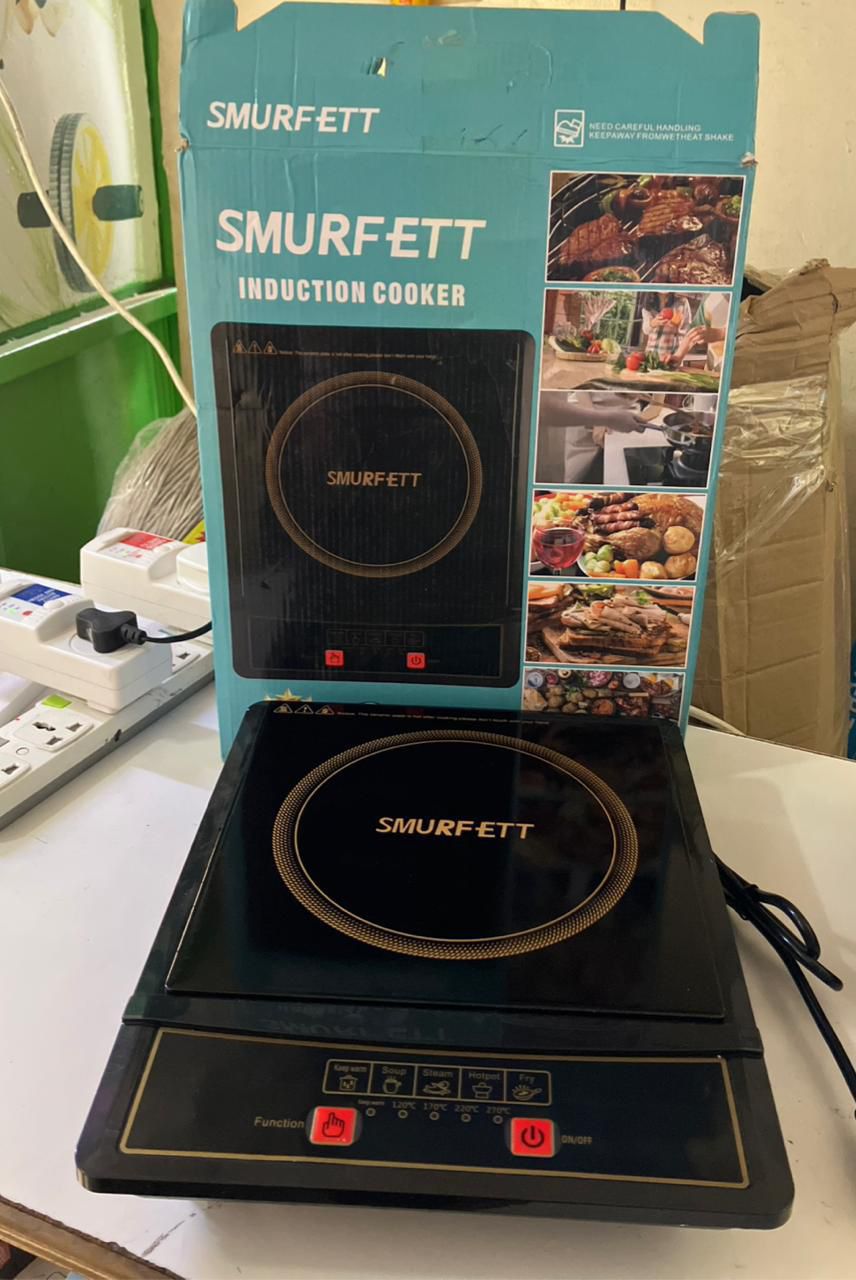 SMURFETT
NEED CAREFUL HANDLING
KEEPAWAY FROMWETHEAT SHAKE
SMURFETT
INDUCTION COOKER
SMURFETT
SMURFETT
Keep warm Soup Steam Hotpot Fry
Keep warm 120℃ 170℃ 220℃ 270℃
Function
ON/OFF